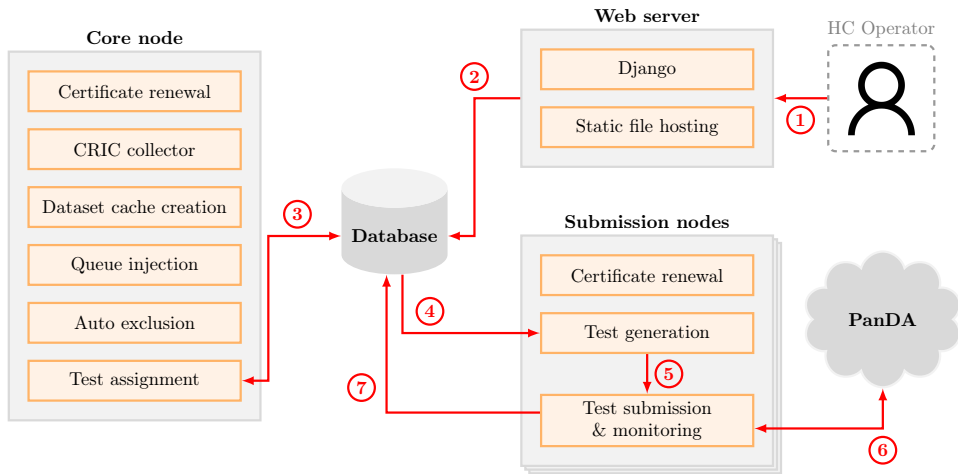 Core node
Certificate renewal
CRIC collector
Dataset cache creation
Queue injection
Auto exclusion
Test assignment
3
Database
2
Web server
Django
Static file hosting
1
HC Operator
4
Submission nodes
Certificate renewal
Test generation
5
Test submission
& monitoring
7
6
PanDA